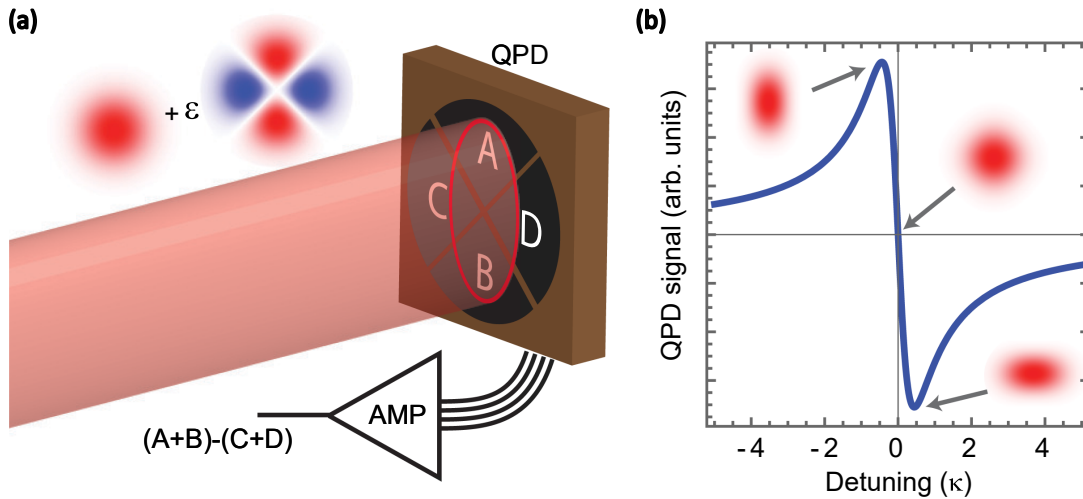 (a)
+ ε
QPD
A
C
D
B
AMP
(A+B)-(C+D)
(b)
QPD signal (arb. units)
-4
-2
0
2
4
Detuning (κ)